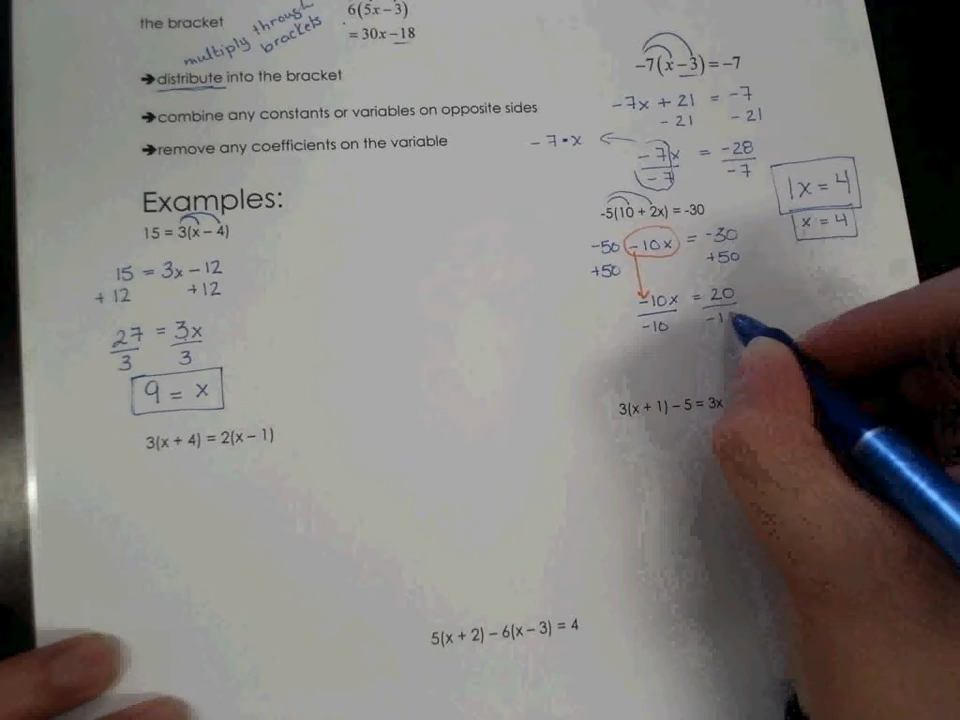 the bracket
multiply through
brackets
6(5x – 3)
= 30x – 18
➔distribute into the bracket
➔combine any constants or variables on opposite sides
➔remove any coefficients on the variable
Examples:
15 = 3(x – 4)
15 = 3x – 12
+ 12 +12
27 = 3x
3 3
9 = x
3(x + 4) = 2(x – 1)
–7(x – 3) = –7
-7x + 21 = -7
- 21 - 21
-7•x
-7x = -28
-7 -7
1x = 4
x = 4
-5(10 + 2x) = -30
-50 -10x = -30
+50 +50
-10x = 20
-10 -1
3(x + 1) – 5 = 3x
5(x + 2) – 6(x – 3) = 4